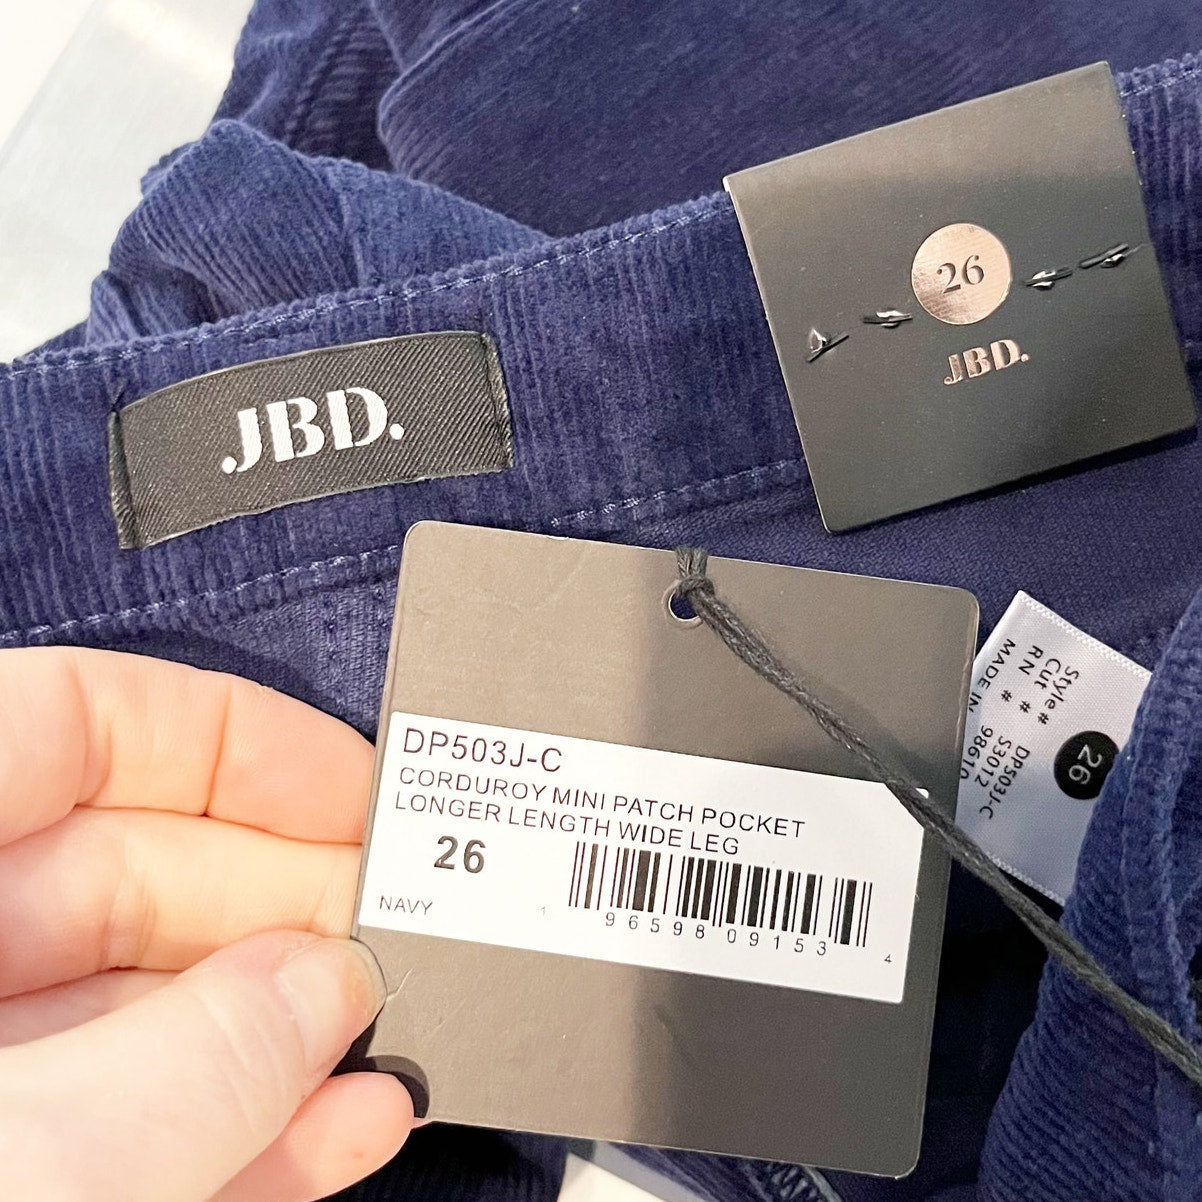 26
JBD.
JBD.
DP503J-C
CORDUROY MINI PATCH POCKET
LONGER LENGTH WIDE LEG
26
NAVY
1 96598 09153 4
Style# DP503J-C
Cut # S3012
RN # 98610
MADE IN
26